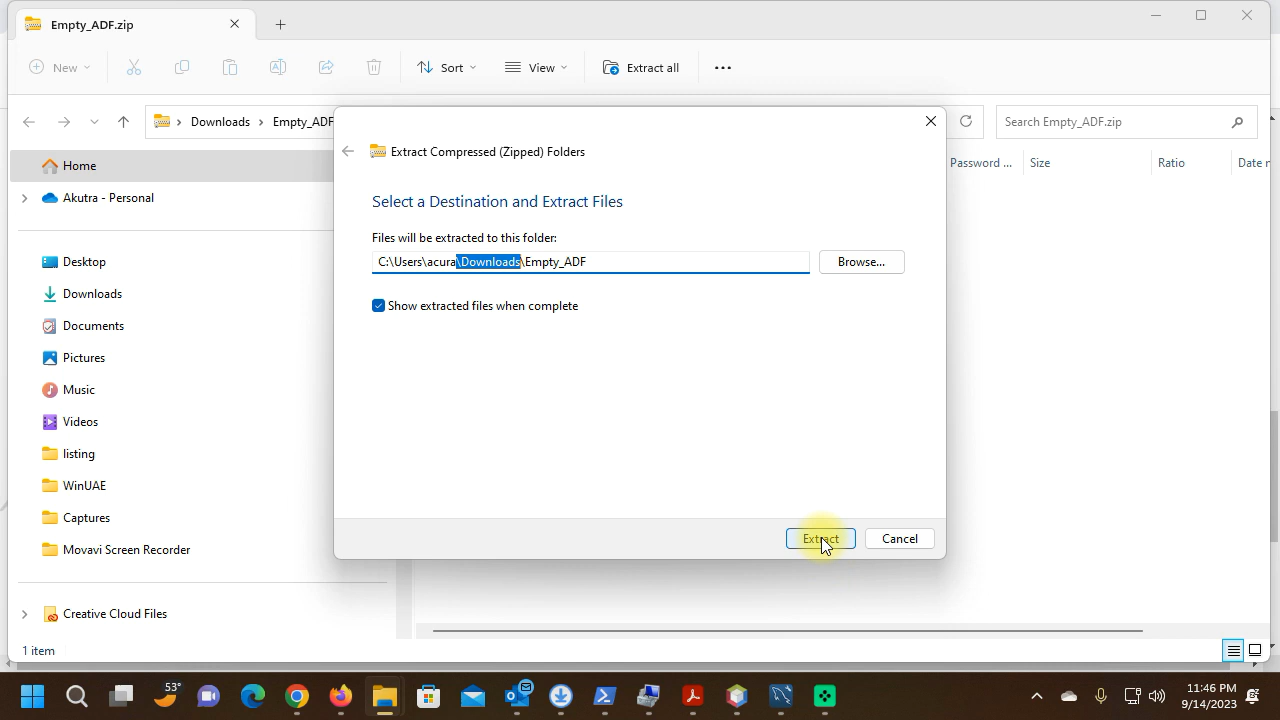 Empty_ADF.zip
New
Sort
View
Extract all
Downloads
Empty_ADF
Search Empty_ADF.zip
Extract Compressed (Zipped) Folders
Password ...
Size
Ratio
Home
Akutra - Personal
Select a Destination and Extract Files
Files will be extracted to this folder:
C:\Users\acura\Downloads\Empty_ADF
Browse...
Desktop
Downloads
Show extracted files when complete
Documents
Pictures
Music
Videos
listing
WinUAE
Captures
Extract
Cancel
Movavi Screen Recorder
Creative Cloud Files
1 item
53°
11:46 PM
9/14/2023